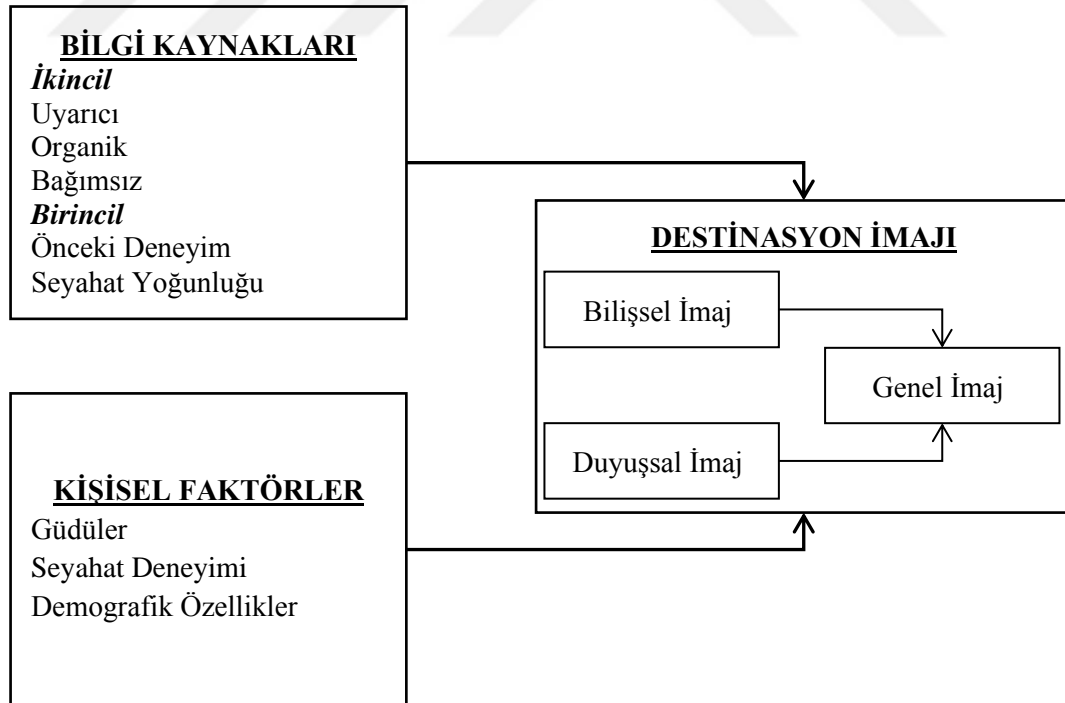 BİLGİ KAYNAKLARI
İkincil
Uyarıcı
Organik
Bağımsız
Birincil
Önceki Deneyim
Seyahat Yoğunluğu
DESTİNASYON İMAJI
Bilişsel İmaj
Genel İmaj
Duyuşsal İmaj
KİŞİSEL FAKTÖRLER
Güdüler
Seyahat Deneyimi
Demografik Özellikler